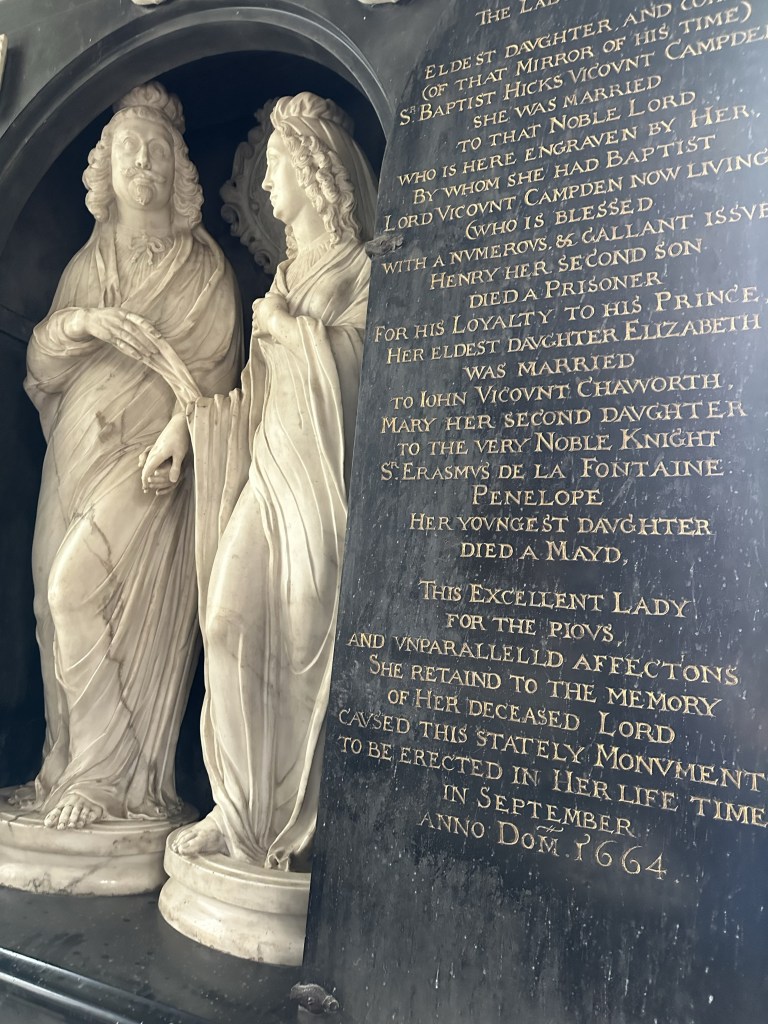 THE LAD
ELDEST DAVGHTER AND CO
(OF THAT MIRROR OF HIS TIME)
SR. BAPTIST HICKS VICOVNT CAMPDE
SHE WAS MARRIED
TO THAT NOBLE LORD
WHO IS HERE ENGRAVEN BY HER,
BY WHOM SHE HAD BAPTIST
LORD VICOVNT CAMPDEN NOW LIVING
(WHO IS BLESSED
WITH A NVMEROVS, & GALLANT ISSVE
HENRY HER SECOND SON
DIED A PRISONER
FOR HIS LOYALTY TO HIS PRINCE,
HER ELDEST DAVGHTER ELIZABETH
WAS MARRIED
TO IOHN VICOVNT CHAWORTH,
MARY HER SECOND DAVGHTER
TO THE VERY NOBLE KNIGHT
SR. ERASMVS DE LA FONTAINE
PENELOPE
HER YOVNGEST DAVGHTER
DIED A MAYD,
THIS EXCELLENT LADY
FOR THE PIOVS,
AND VNPARALLELLD AFFECTONS
SHE RETAIND TO THE MEMORY
OF HER DECEASED LORD
CAVSED THIS STATELY MONVMENT
TO BE ERECTED IN HER LIFE TIME
IN SEPTEMBER
ANNO DOM. 1664